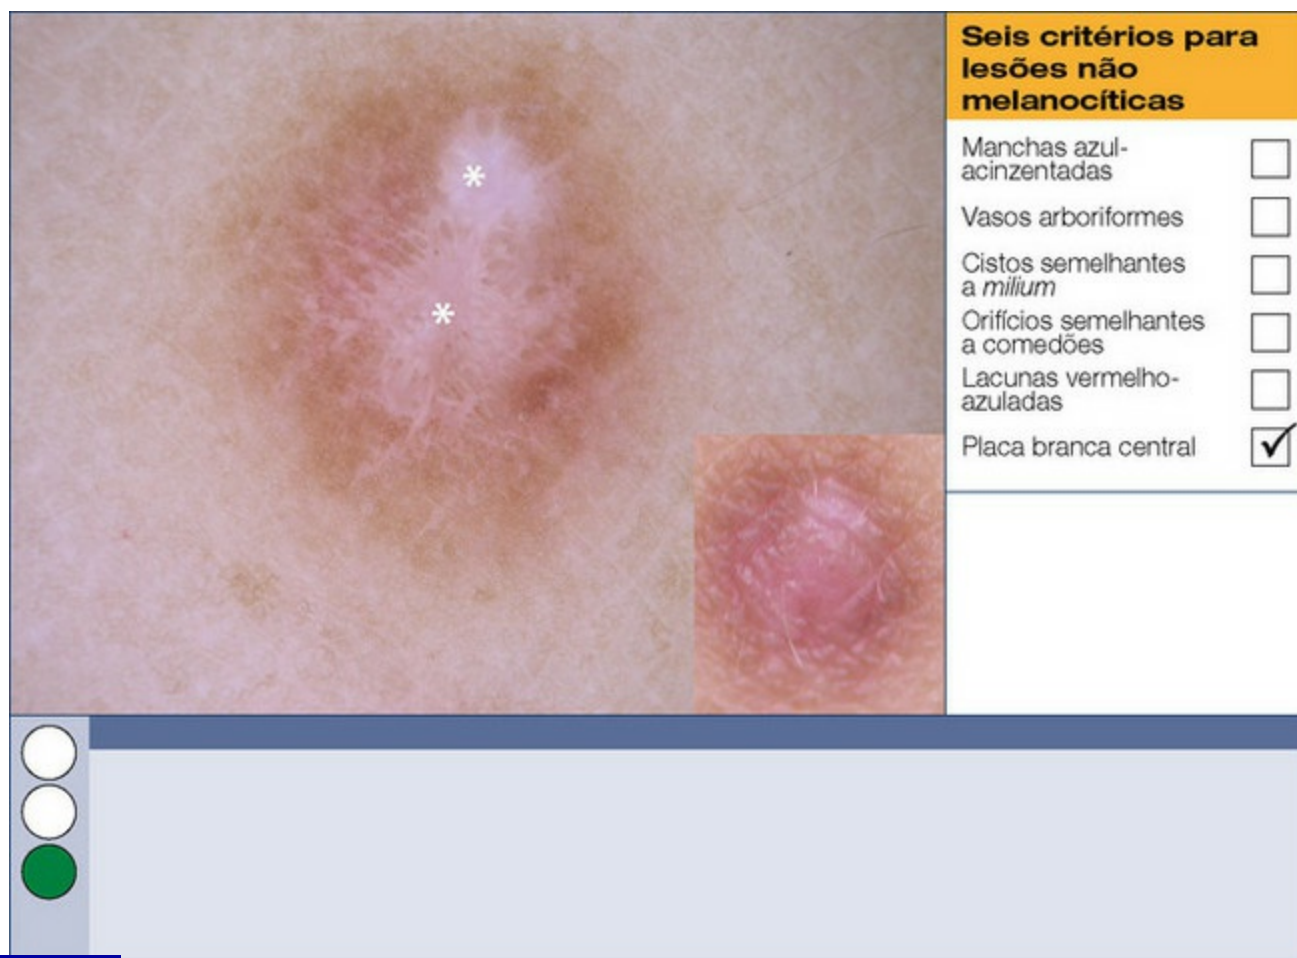 *
*
Seis critérios para
lesões não
melanocíticas
Manchas azul-
acinzentadas
Vasos arboriformes
Cistos semelhantes
a milium
Orifícios semelhantes
a comedões
Lacunas vermelho-
azuladas
Placa branca central